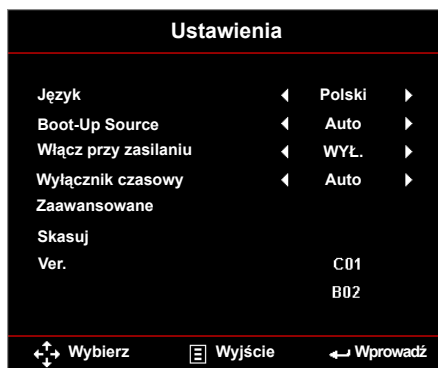 Ustawienia
Język Polski
Boot-Up Source Auto
Włącz przy zasilaniu WYŁ.
Wyłącznik czasowy Auto
Zaawansowane
Skasuj
Ver. C01
B02
Wybierz Wyjście Wprowadź